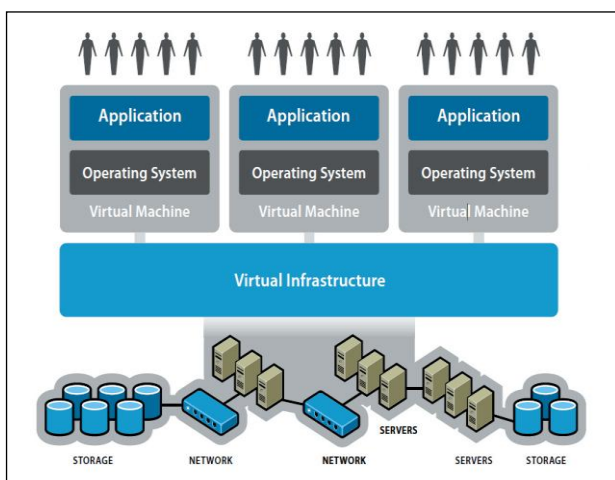 Application
Application
Application
Operating System
Operating System
Operating System
Virtual Machine
Virtual Machine
Virtual Machine
Virtual Infrastructure
SERVERS
STORAGE
NETWORK
NETWORK
SERVERS
STORAGE